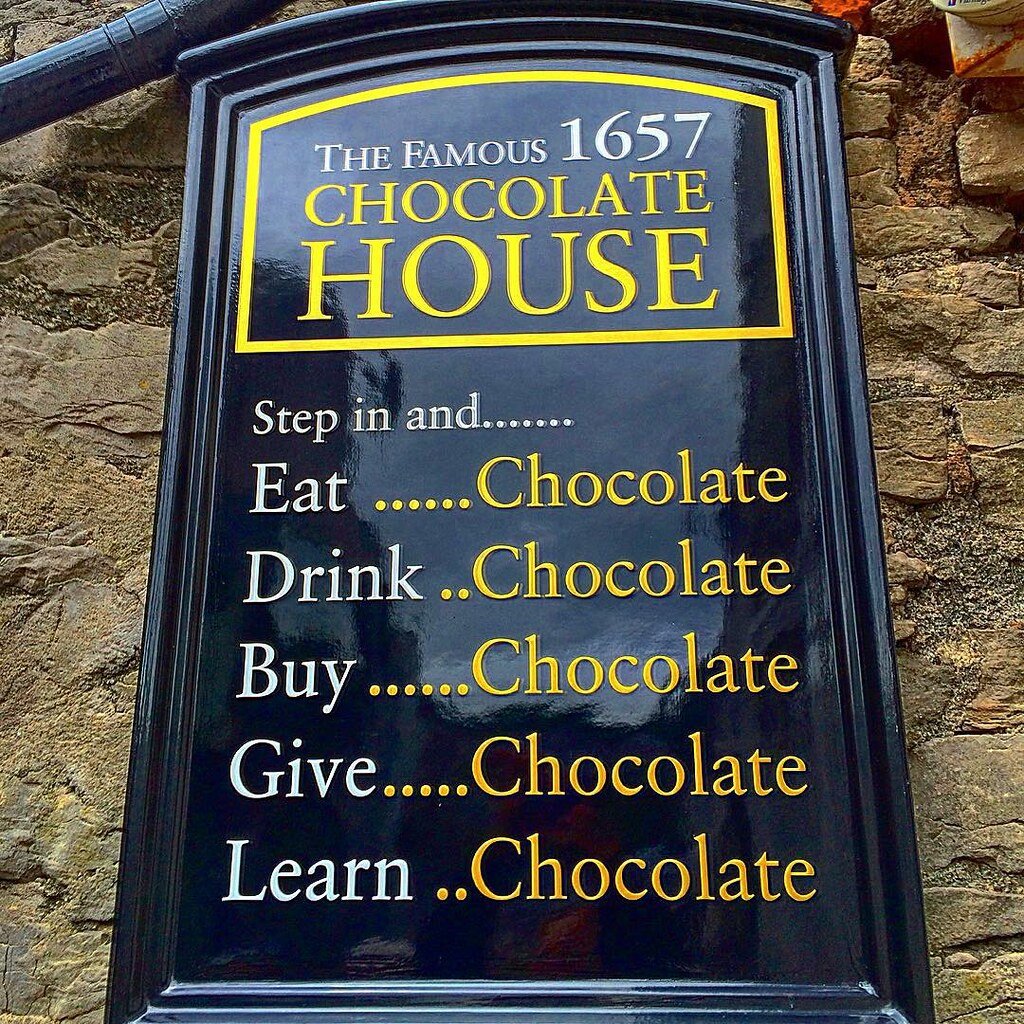 THE FAMOUS 1657
CHOCOLATE
HOUSE
Step in and.......
Eat ......Chocolate
Drink ..Chocolate
Buy ......Chocolate
Give.....Chocolate
Learn ..Chocolate